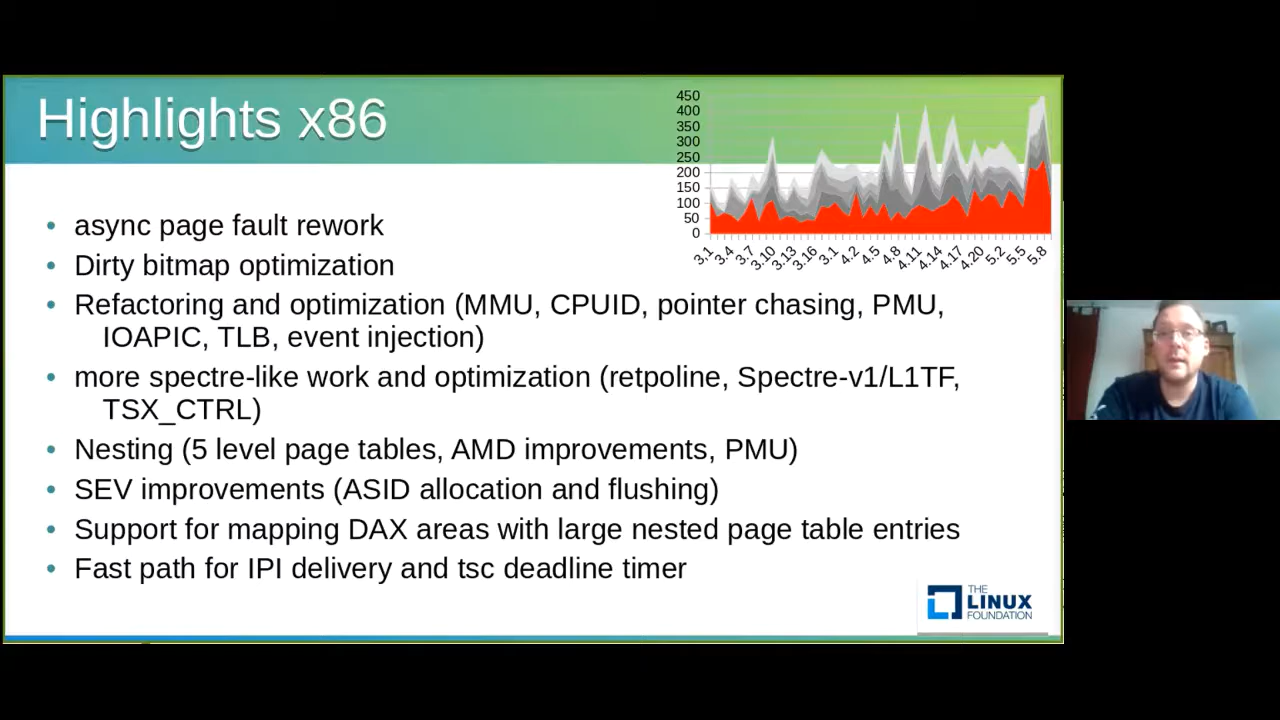 Highlights x86
450
400
350
300
250
200
150
100
50
0
3.1
3.4
3.7
3.10
3.13
3.16
3.1
4.2
4.5
4.8
4.11
4.14
4.17
4.20
5.2
5.5
5.8
• async page fault rework
• Dirty bitmap optimization
• Refactoring and optimization (MMU, CPUID, pointer chasing, PMU,
IOAPIC, TLB, event injection)
• more spectre-like work and optimization (retpoline, Spectre-v1/L1TF,
TSX_CTRL)
• Nesting (5 level page tables, AMD improvements, PMU)
• SEV improvements (ASID allocation and flushing)
• Support for mapping DAX areas with large nested page table entries
• Fast path for IPI delivery and tsc deadline timer
THE
LINUX
FOUNDATION